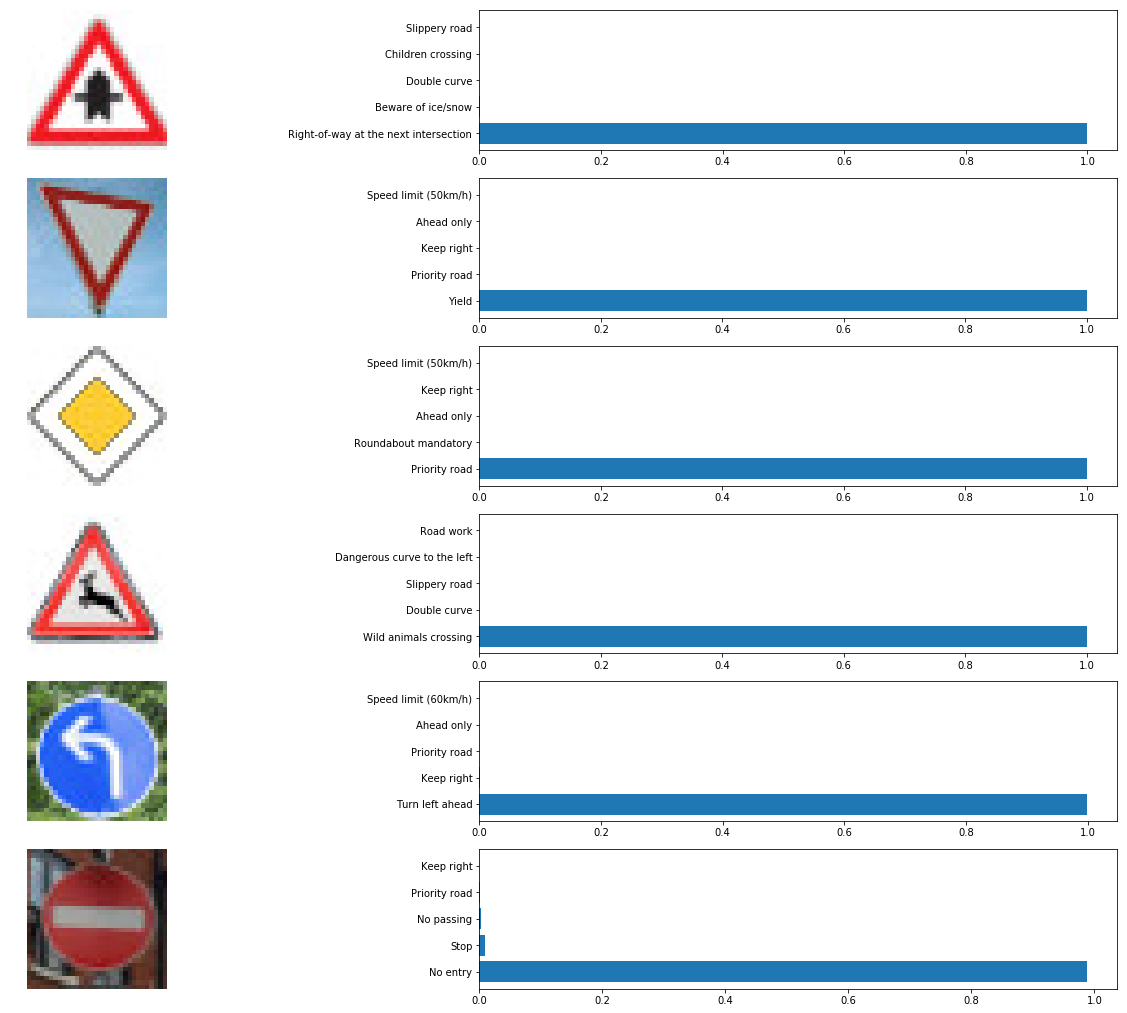 Slippery road
Children crossing
Double curve
Beware of ice/snow
Right-of-way at the next intersection
0.0 0.2 0.4 0.6 0.8 1.0
Speed limit (50km/h)
Ahead only
Keep right
Priority road
Yield
0.0 0.2 0.4 0.6 0.8 1.0
Speed limit (50km/h)
Keep right
Ahead only
Roundabout mandatory
Priority road
0.0 0.2 0.4 0.6 0.8 1.0
Road work
Dangerous curve to the left
Slippery road
Double curve
Wild animals crossing
0.0 0.2 0.4 0.6 0.8 1.0
Speed limit (60km/h)
Ahead only
Priority road
Keep right
Turn left ahead
0.0 0.2 0.4 0.6 0.8 1.0
Keep right
Priority road
No passing
Stop
No entry
0.0 0.2 0.4 0.6 0.8 1.0